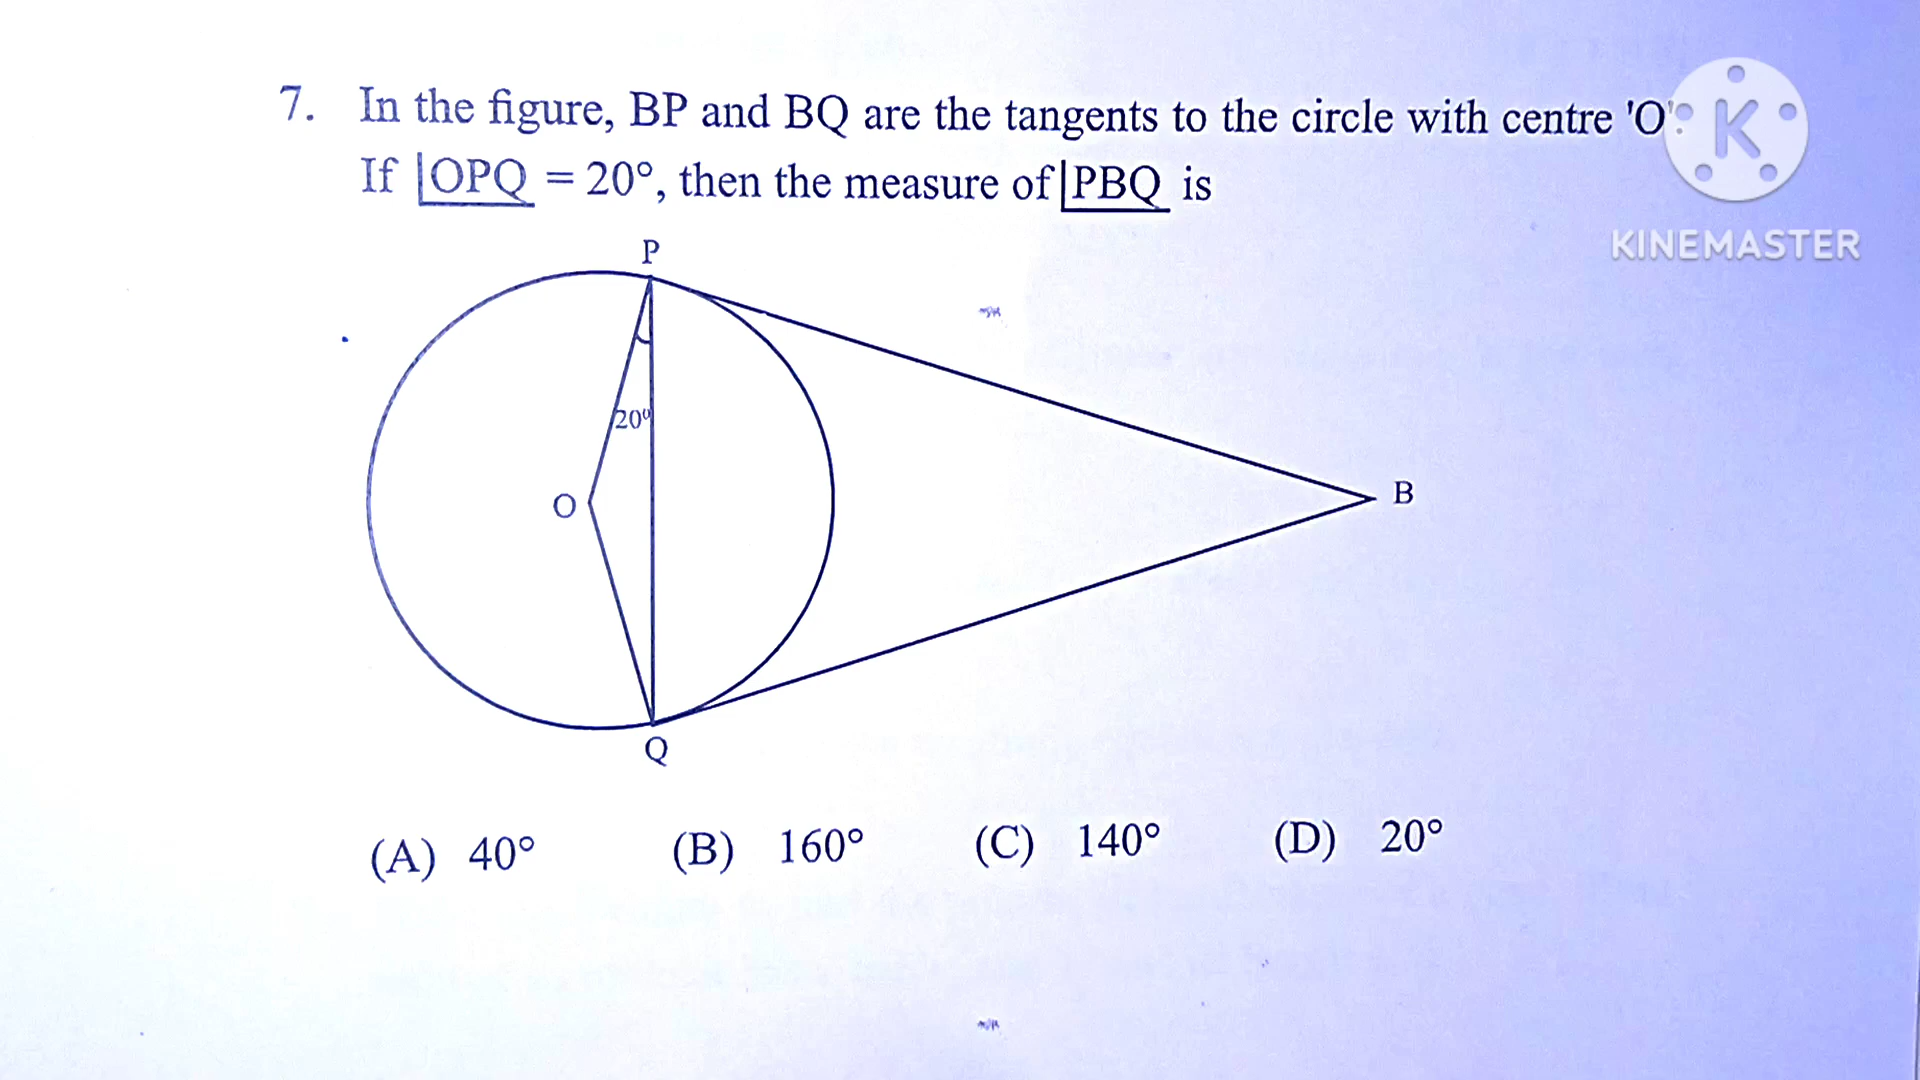 7. In the figure, BP and BQ are the tangents to the circle with centre 'O'.
If ∠OPQ = 20°, then the measure of ∠PBQ is
P
20°
O
B
Q
(A) 40° (B) 160° (C) 140° (D) 20°
K
KINEMASTER